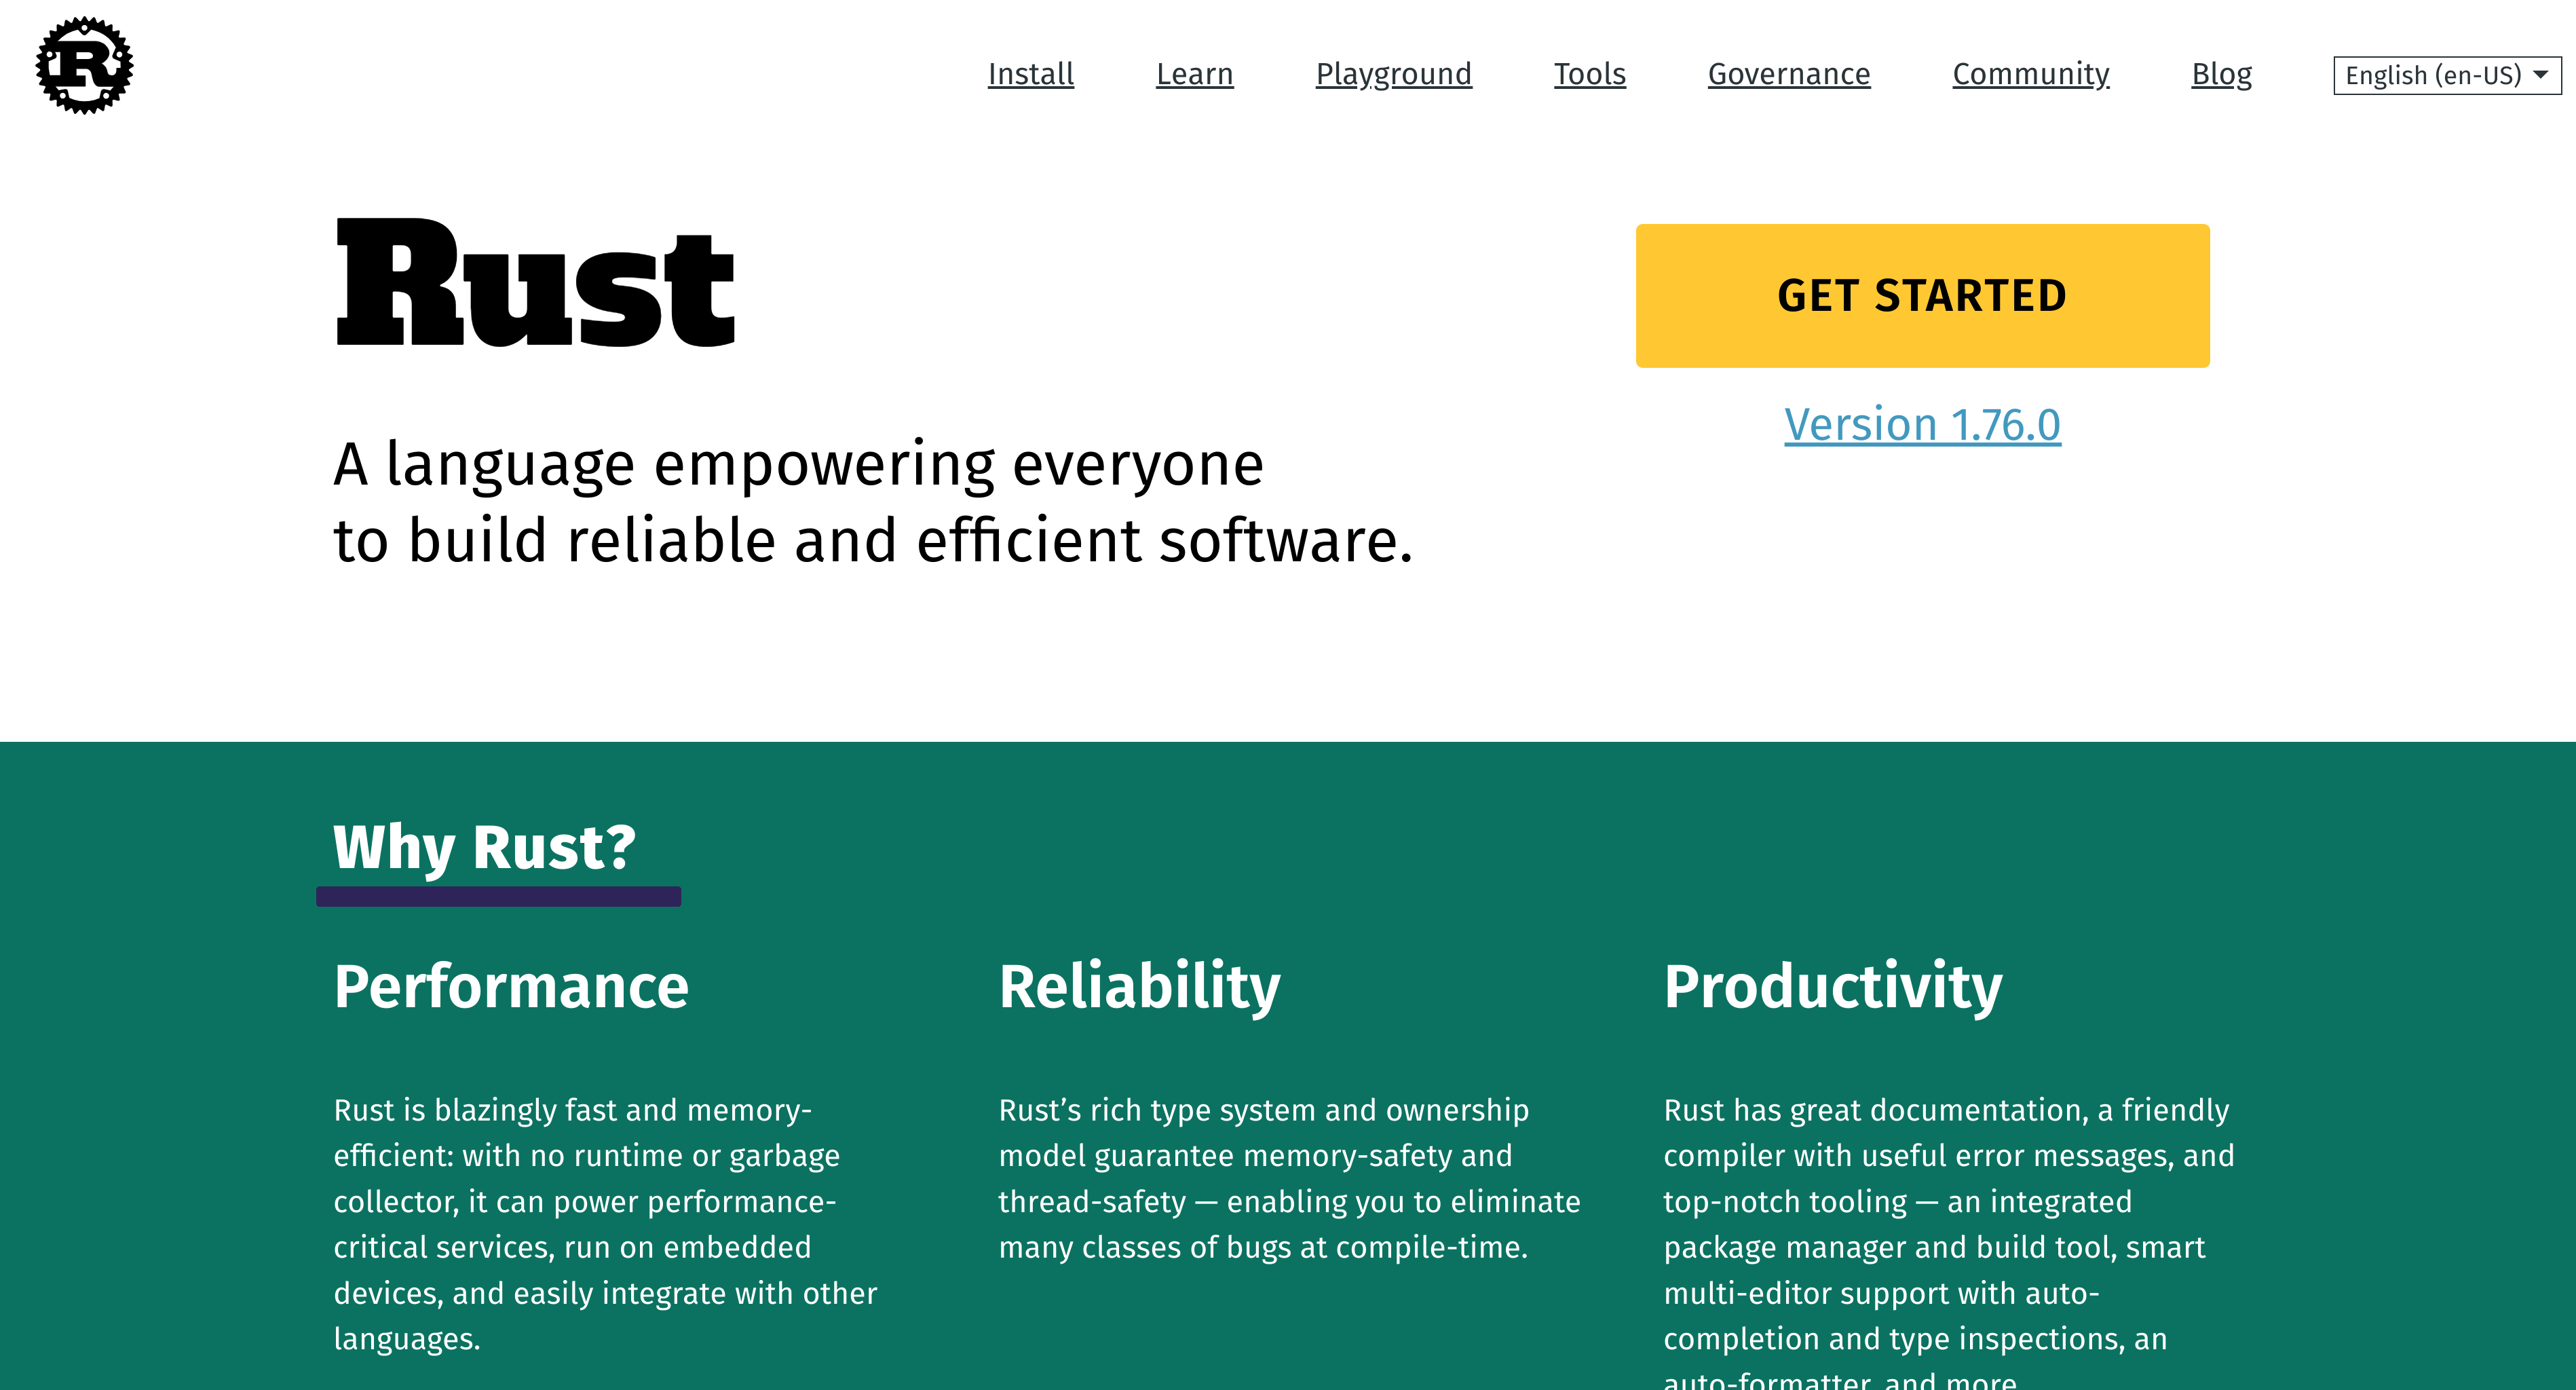 R
Install Learn Playground Tools Governance Community Blog English (en-US)
Rust
GET STARTED
Version 1.76.0
A language empowering everyone
to build reliable and efficient software.
Why Rust?
Performance
Rust is blazingly fast and memory-
efficient: with no runtime or garbage
collector, it can power performance-
critical services, run on embedded
devices, and easily integrate with other
languages.
Reliability
Rust’s rich type system and ownership
model guarantee memory-safety and
thread-safety — enabling you to eliminate
many classes of bugs at compile-time.
Productivity
Rust has great documentation, a friendly
compiler with useful error messages, and
top-notch tooling — an integrated
package manager and build tool, smart
multi-editor support with auto-
completion and type inspections, an
auto-formatter, and more